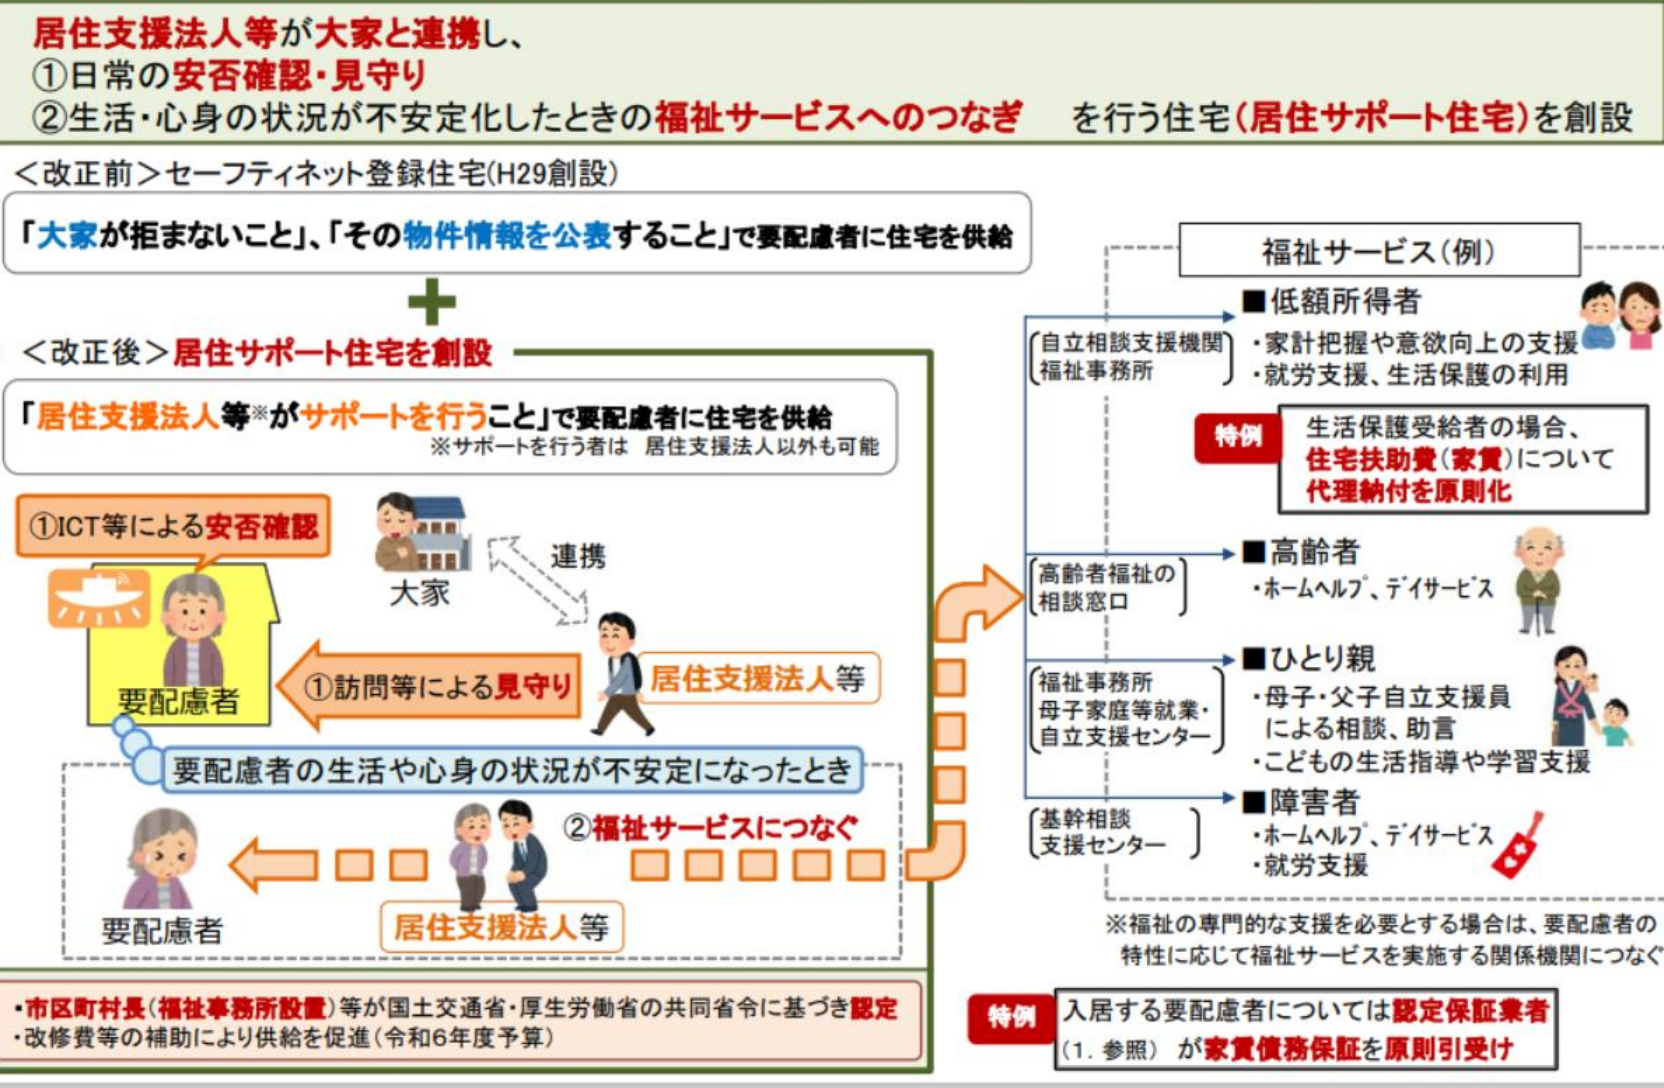 居住支援法人等が大家と連携し、
①日常の安否確認・見守り
②生活・心身の状況が不安定化したときの福祉サービスへのつなぎ　を行う住宅(居住サポート住宅)を創設
＜改正前＞セーフティネット登録住宅(H29創設)
「大家が拒まないこと」、「その物件情報を公表すること」で要配慮者に住宅を供給
＜改正後＞居住サポート住宅を創設
「居住支援法人等※がサポートを行うこと」で要配慮者に住宅を供給
※サポートを行う者は 居住支援法人以外も可能
①ICT等による安否確認
大家
連携
要配慮者
①訪問等による見守り
居住支援法人等
要配慮者の生活や心身の状況が不安定になったとき
②福祉サービスにつなぐ
要配慮者
居住支援法人等
・市区町村長(福祉事務所設置)等が国土交通省・厚生労働省の共同省令に基づき認定
・改修費等の補助により供給を促進(令和6年度予算)
福祉サービス(例)
自立相談支援機関
福祉事務所
■低額所得者
・家計把握や意欲向上の支援
・就労支援、生活保護の利用
特例
生活保護受給者の場合、
住宅扶助費(家賃)について
代理納付を原則化
高齢者福祉の
相談窓口
■高齢者
・ホームヘルプ、デイサービス
福祉事務所
母子家庭等就業・
自立支援センター
■ひとり親
・母子・父子自立支援員
による相談、助言
・こどもの生活指導や学習支援
基幹相談
支援センター
■障害者
・ホームヘルプ、デイサービス
・就労支援
※福祉の専門的な支援を必要とする場合は、要配慮者の
特性に応じて福祉サービスを実施する関係機関につなぐ
特例
入居する要配慮者については認定保証業者
(1. 参照) が家賃債務保証を原則引受け